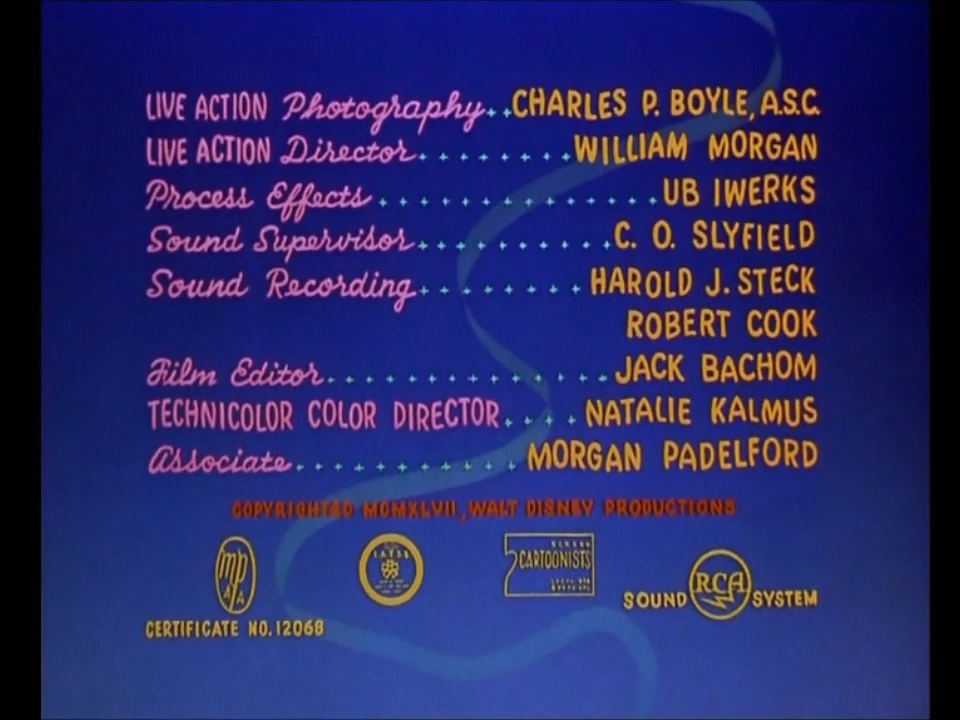 LIVE ACTION Photography..CHARLES P. BOYLE, A.S.C.
LIVE ACTION Director........WILLIAM MORGAN
Process Effects.............UB IWERKS
Sound Supervisor.........C. O. SLYFIELD
Sound Recording........HAROLD J. STECK
ROBERT COOK
Film Editor..............JACK BACHOM
TECHNICOLOR COLOR DIRECTOR....NATALIE KALMUS
Associate...........MORGAN PADELFORD
COPYRIGHTED MCMXLVII, WALT DISNEY PRODUCTIONS
MPAA
I.A.T.S.E.
SCREEN
CARTOONISTS
SOUND RCA SYSTEM
CERTIFICATE NO. 12068